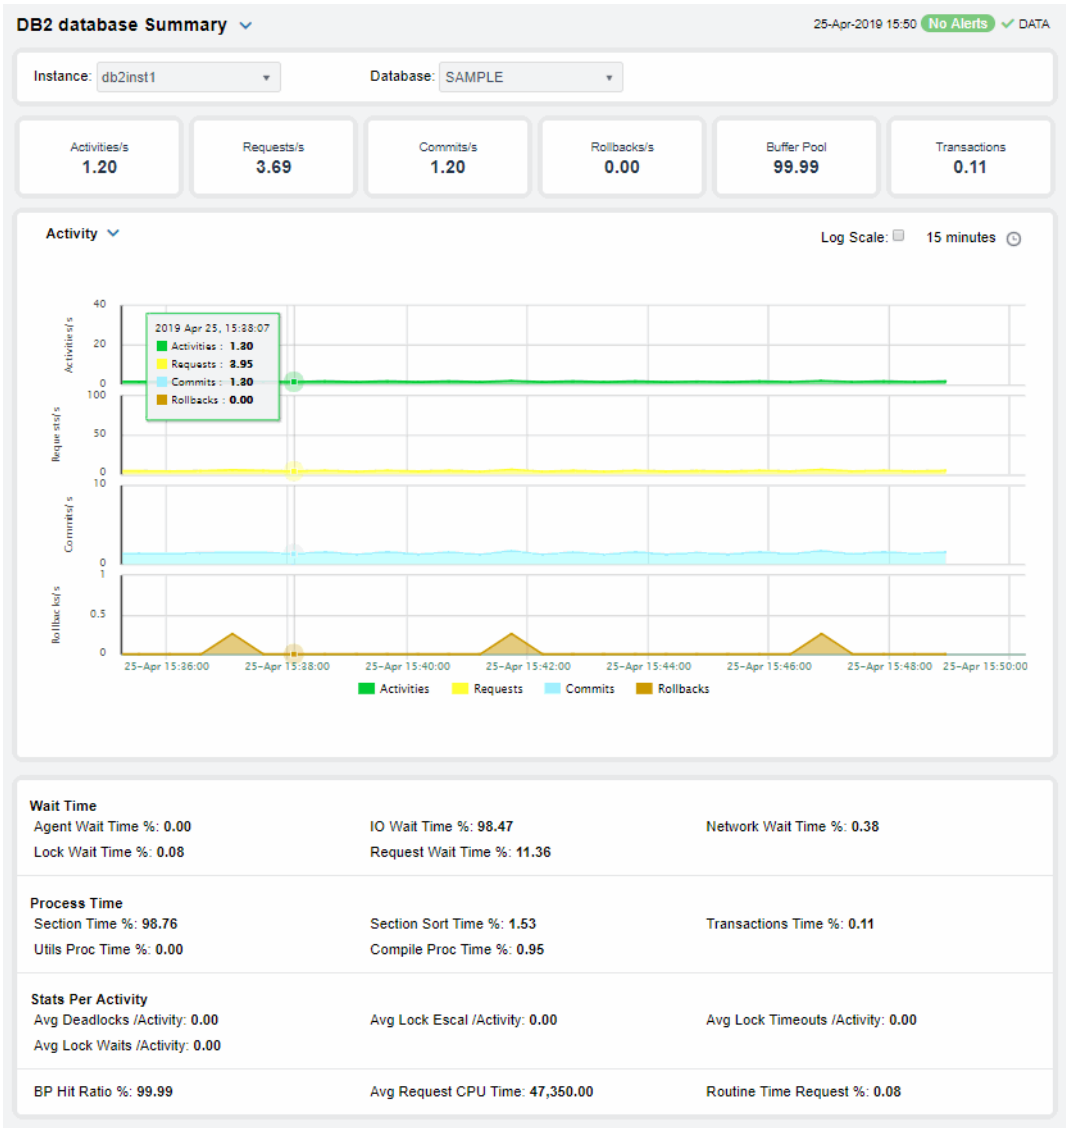 DB2 database Summary
25-Apr-2019 15:50 No Alerts DATA
Instance: db2inst1 Database: SAMPLE
Activities/s Requests/s Commits/s Rollbacks/s Buffer Pool Transactions
1.20 3.69 1.20 0.00 99.99 0.11
Activity
Log Scale: 15 minutes
Activities/s
40
20
0
2019 Apr 25, 15:38:07
Activities : 1.30
Requests : 3.95
Commits : 1.30
Rollbacks : 0.00
Requests/s
100
50
0
Commits/s
10
0
Rollbacks/s
1
0.5
0
25-Apr 15:36:00 25-Apr 15:38:00 25-Apr 15:40:00 25-Apr 15:42:00 25-Apr 15:44:00 25-Apr 15:46:00 25-Apr 15:48:00 25-Apr 15:50:00
Activities Requests Commits Rollbacks
Wait Time
Agent Wait Time %: 0.00 IO Wait Time %: 98.47 Network Wait Time %: 0.38
Lock Wait Time %: 0.08 Request Wait Time %: 11.36
Process Time
Section Time %: 98.76 Section Sort Time %: 1.53 Transactions Time %: 0.11
Utils Proc Time %: 0.00 Compile Proc Time %: 0.95
Stats Per Activity
Avg Deadlocks /Activity: 0.00 Avg Lock Escal /Activity: 0.00 Avg Lock Timeouts /Activity: 0.00
Avg Lock Waits /Activity: 0.00
BP Hit Ratio %: 99.99 Avg Request CPU Time: 47,350.00 Routine Time Request %: 0.08